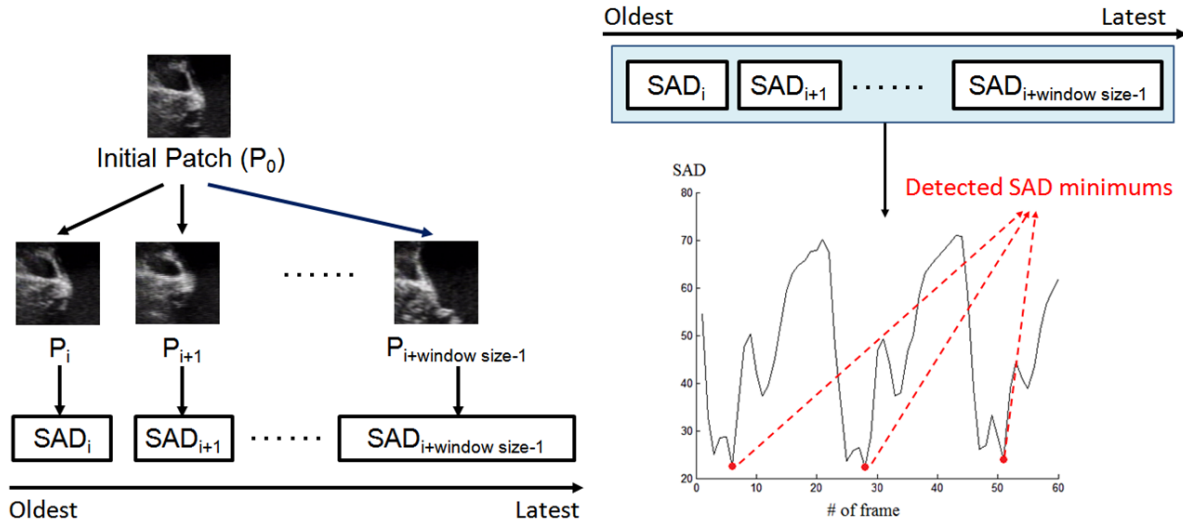 Initial Patch (P0)
Pi
Pi+1
......
Pi+window size-1
SADi
SADi+1
......
SADi+window size-1
Oldest
Latest
Oldest
Latest
SADi
SADi+1
......
SADi+window size-1
SAD
Detected SAD minimums
80
70
60
50
40
30
20
0
10
20
30
40
50
60
# of frame